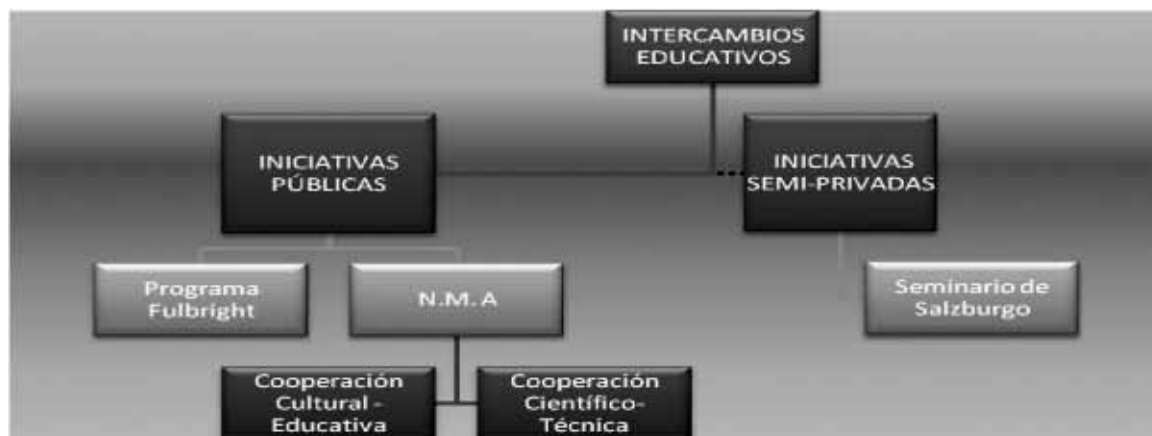 INTERCAMBIOS
EDUCATIVOS
INICIATIVAS
PÚBLICAS
INICIATIVAS
SEMI-PRIVADAS
Programa
Fulbright
N.M. A
Seminario de
Salzburgo
Cooperación
Cultural -
Educativa
Cooperación
Científico-
Técnica